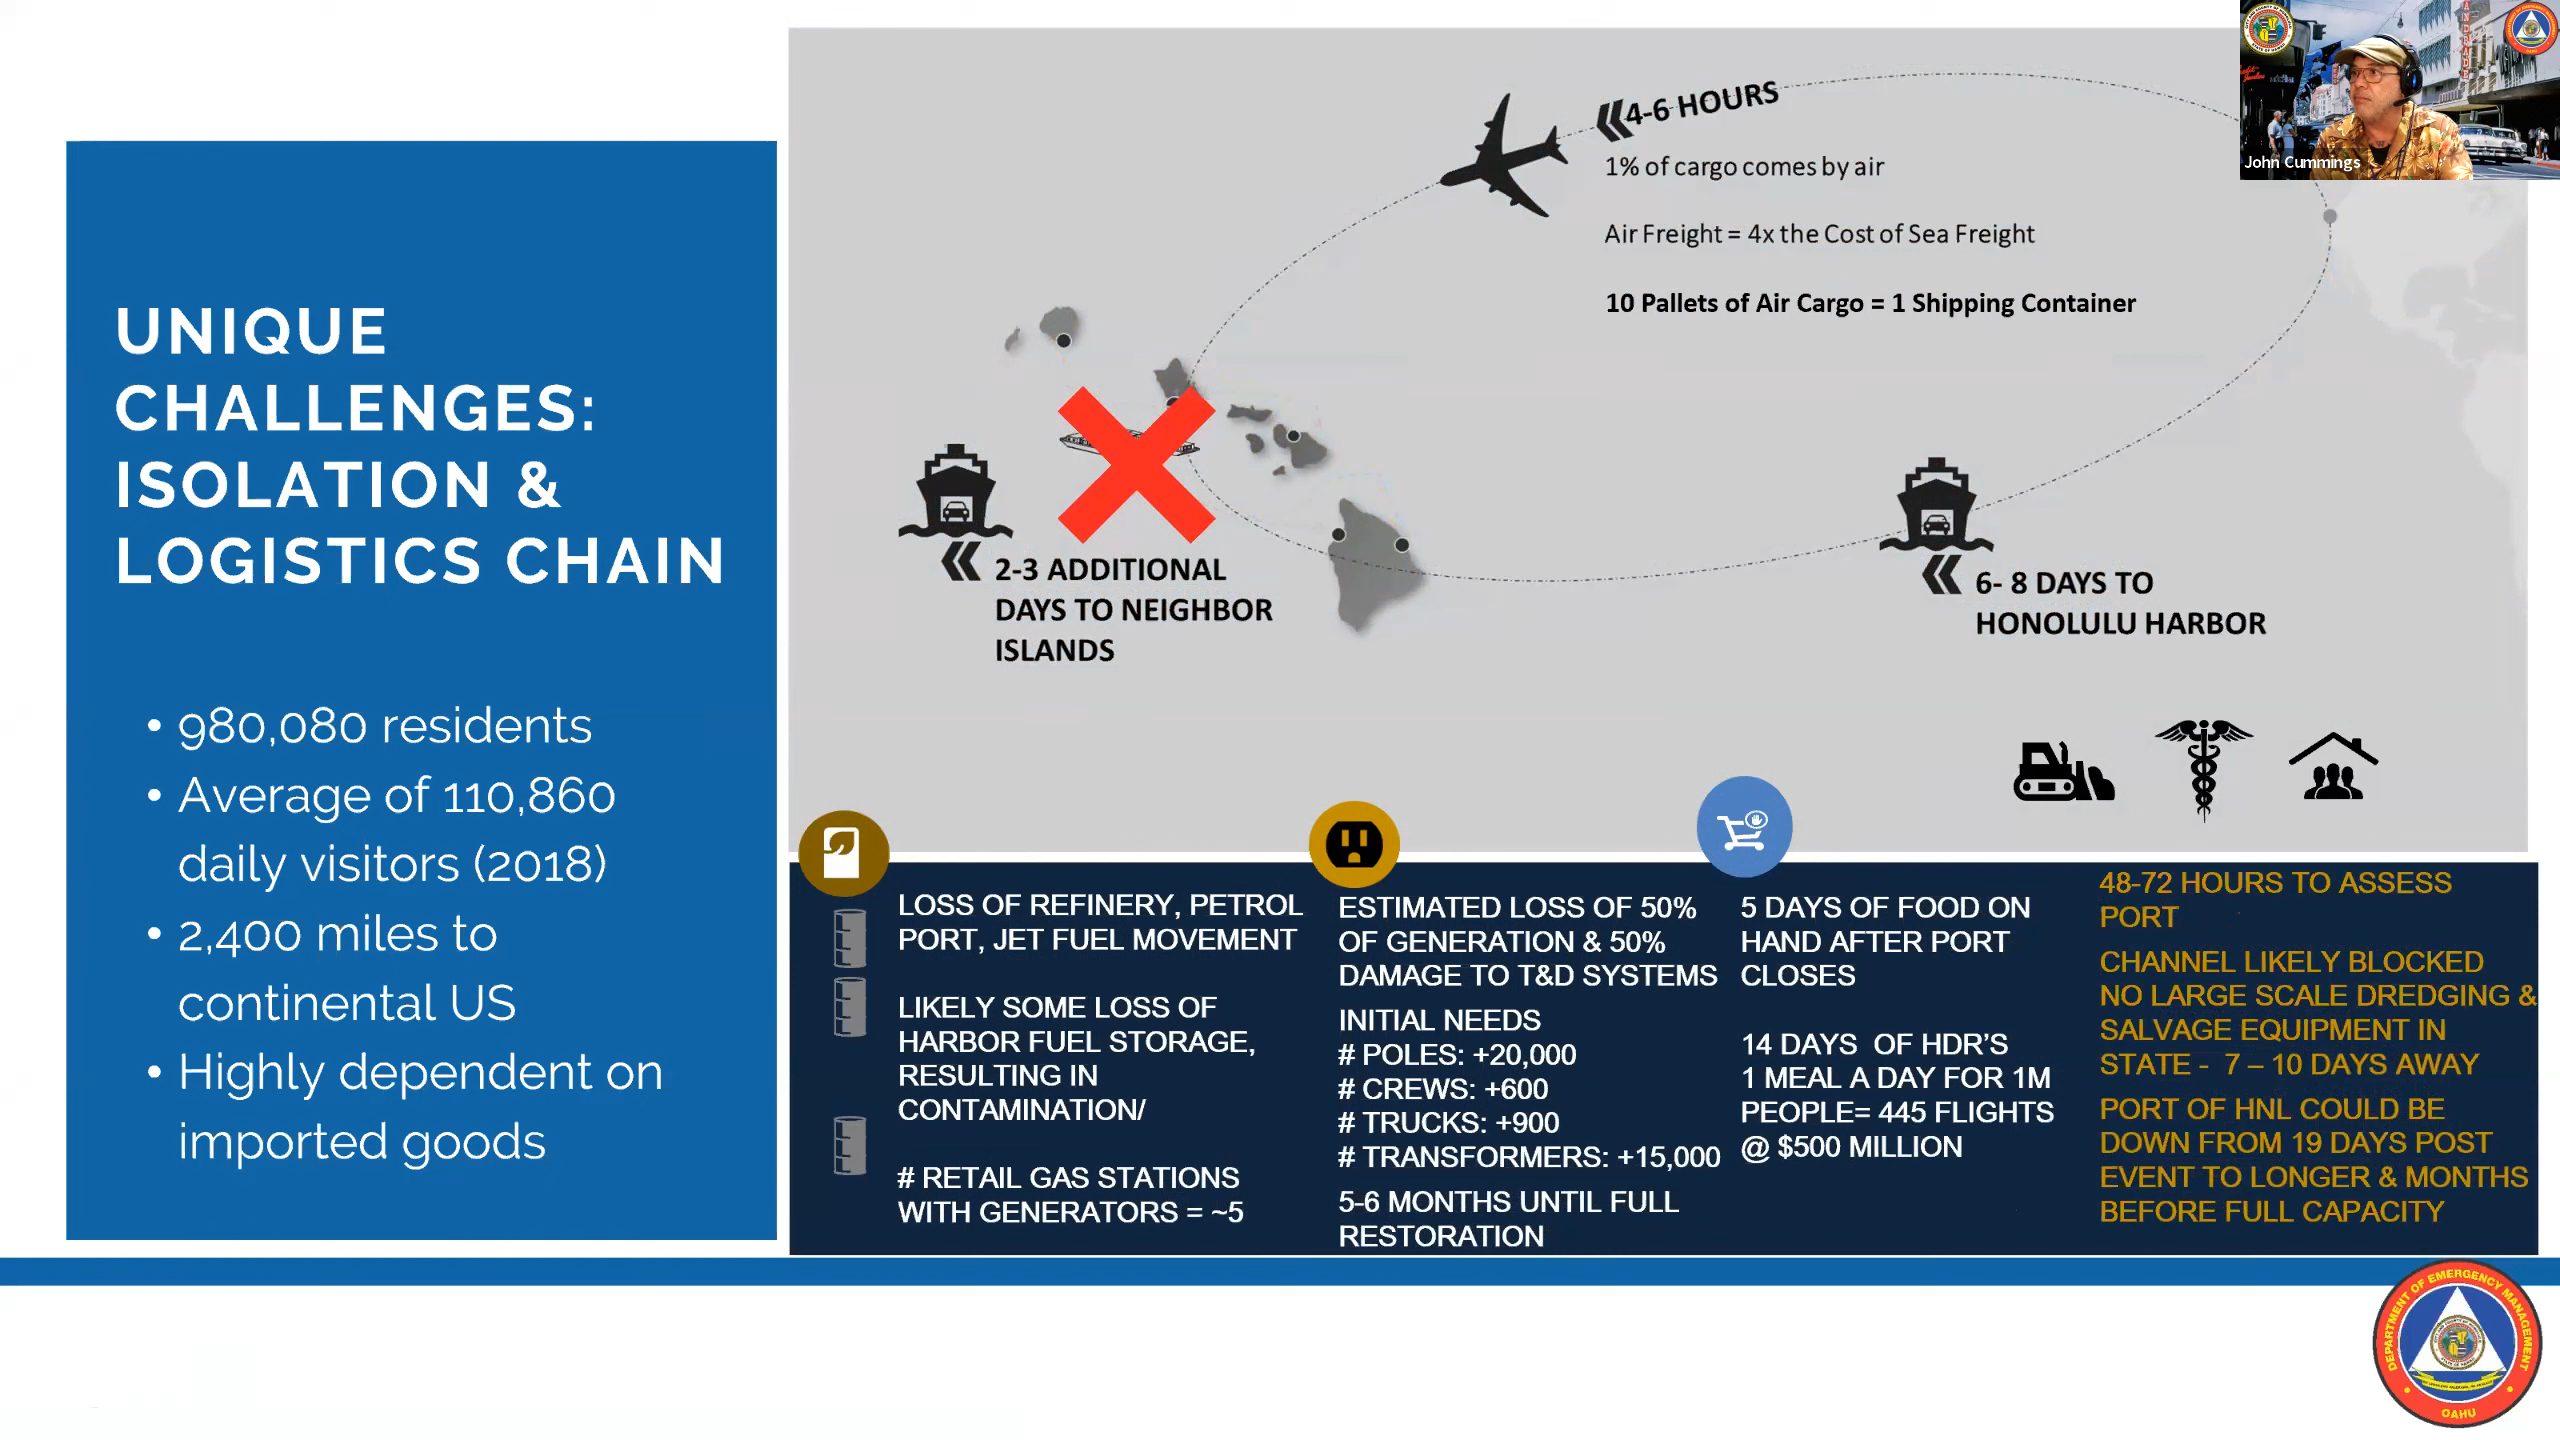 UNIQUE
CHALLENGES:
ISOLATION &
LOGISTICS CHAIN
• 980,080 residents
• Average of 110,860
daily visitors (2018)
• 2,400 miles to
continental US
• Highly dependent on
imported goods
4-6 HOURS
1% of cargo comes by air
Air Freight = 4x the Cost of Sea Freight
10 Pallets of Air Cargo = 1 Shipping Container
John Cummings
2-3 ADDITIONAL
DAYS TO NEIGHBOR
ISLANDS
6- 8 DAYS TO
HONOLULU HARBOR
LOSS OF REFINERY, PETROL
PORT, JET FUEL MOVEMENT
LIKELY SOME LOSS OF
HARBOR FUEL STORAGE,
RESULTING IN
CONTAMINATION/
# RETAIL GAS STATIONS
WITH GENERATORS = ~5
ESTIMATED LOSS OF 50%
OF GENERATION & 50%
DAMAGE TO T&D SYSTEMS
INITIAL NEEDS
# POLES: +20,000
# CREWS: +600
# TRUCKS: +900
# TRANSFORMERS: +15,000
5-6 MONTHS UNTIL FULL
RESTORATION
5 DAYS OF FOOD ON
HAND AFTER PORT
CLOSES
14 DAYS OF HDR'S
1 MEAL A DAY FOR 1M
PEOPLE= 445 FLIGHTS
@ $500 MILLION
48-72 HOURS TO ASSESS
PORT
CHANNEL LIKELY BLOCKED
NO LARGE SCALE DREDGING &
SALVAGE EQUIPMENT IN
STATE - 7 – 10 DAYS AWAY
PORT OF HNL COULD BE
DOWN FROM 19 DAYS POST
EVENT TO LONGER & MONTHS
BEFORE FULL CAPACITY
DEPARTMENT OF EMERGENCY MANAGEMENT
OAHU